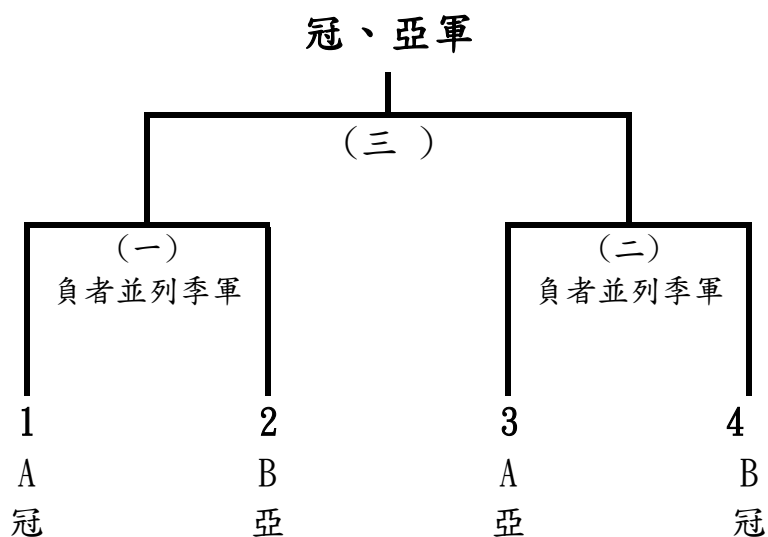 冠、亞軍
（三 ）
（一） （二）
負者並列季軍 負者並列季軍
1 2 3 4
A B A B
冠 亞 亞 冠